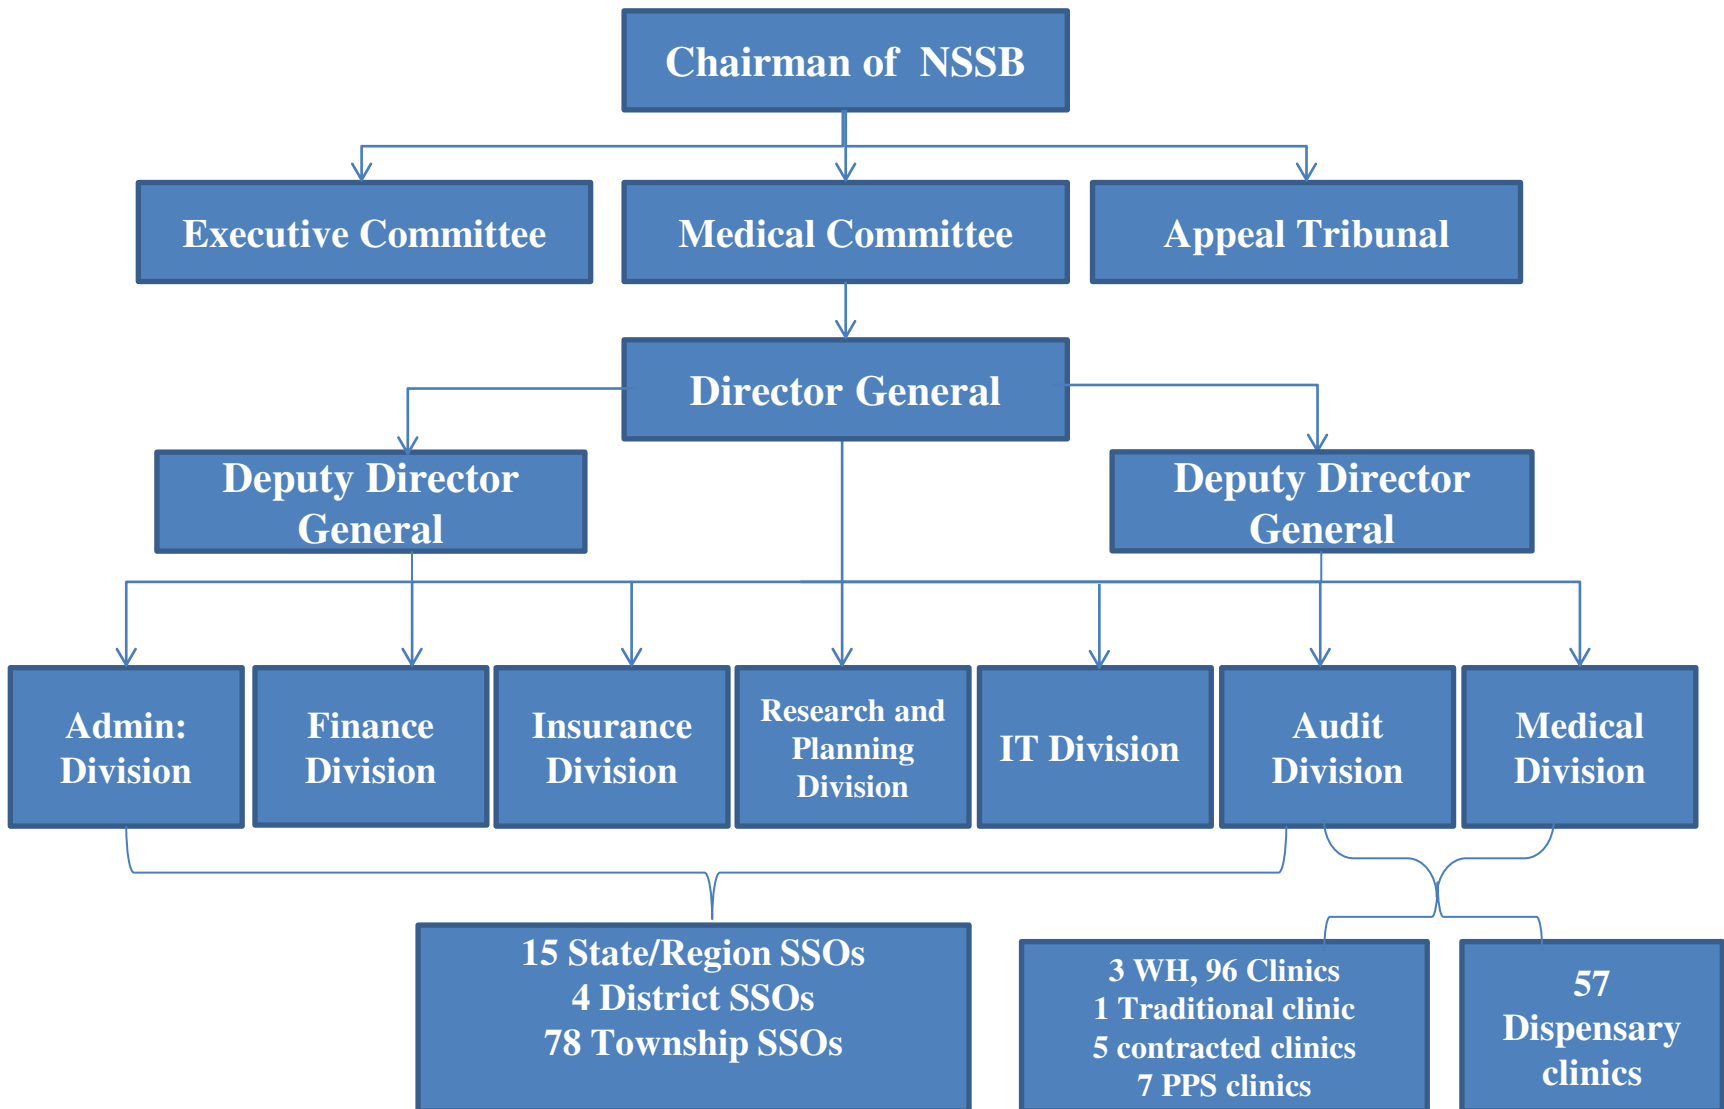 Chairman of NSSB
Executive Committee
Medical Committee
Appeal Tribunal
Director General
Deputy Director
General
Deputy Director
General
Admin:
Division
Finance
Division
Insurance
Division
Research and
Planning
Division
IT Division
Audit
Division
Medical
Division
15 State/Region SSOs
4 District SSOs
78 Township SSOs
3 WH, 96 Clinics
1 Traditional clinic
5 contracted clinics
7 PPS clinics
57
Dispensary
clinics